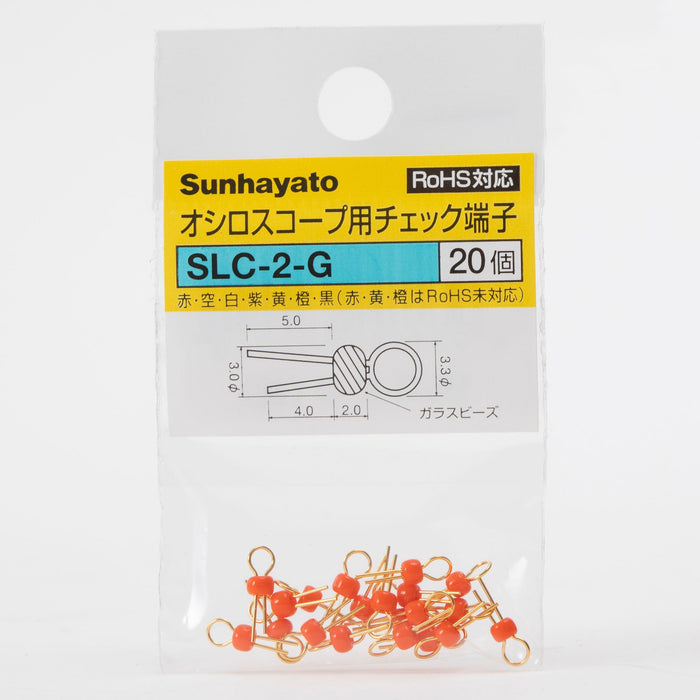 Sunhayato RoHS対応
オシロスコープ用チェック端子
SLC-2-G 20個
赤・空・白・紫・黄・橙・黒(赤・黄・橙はRoHS未対応)
5.0
3.0φ 3.3φ
4.0 2.0 ガラスビーズ